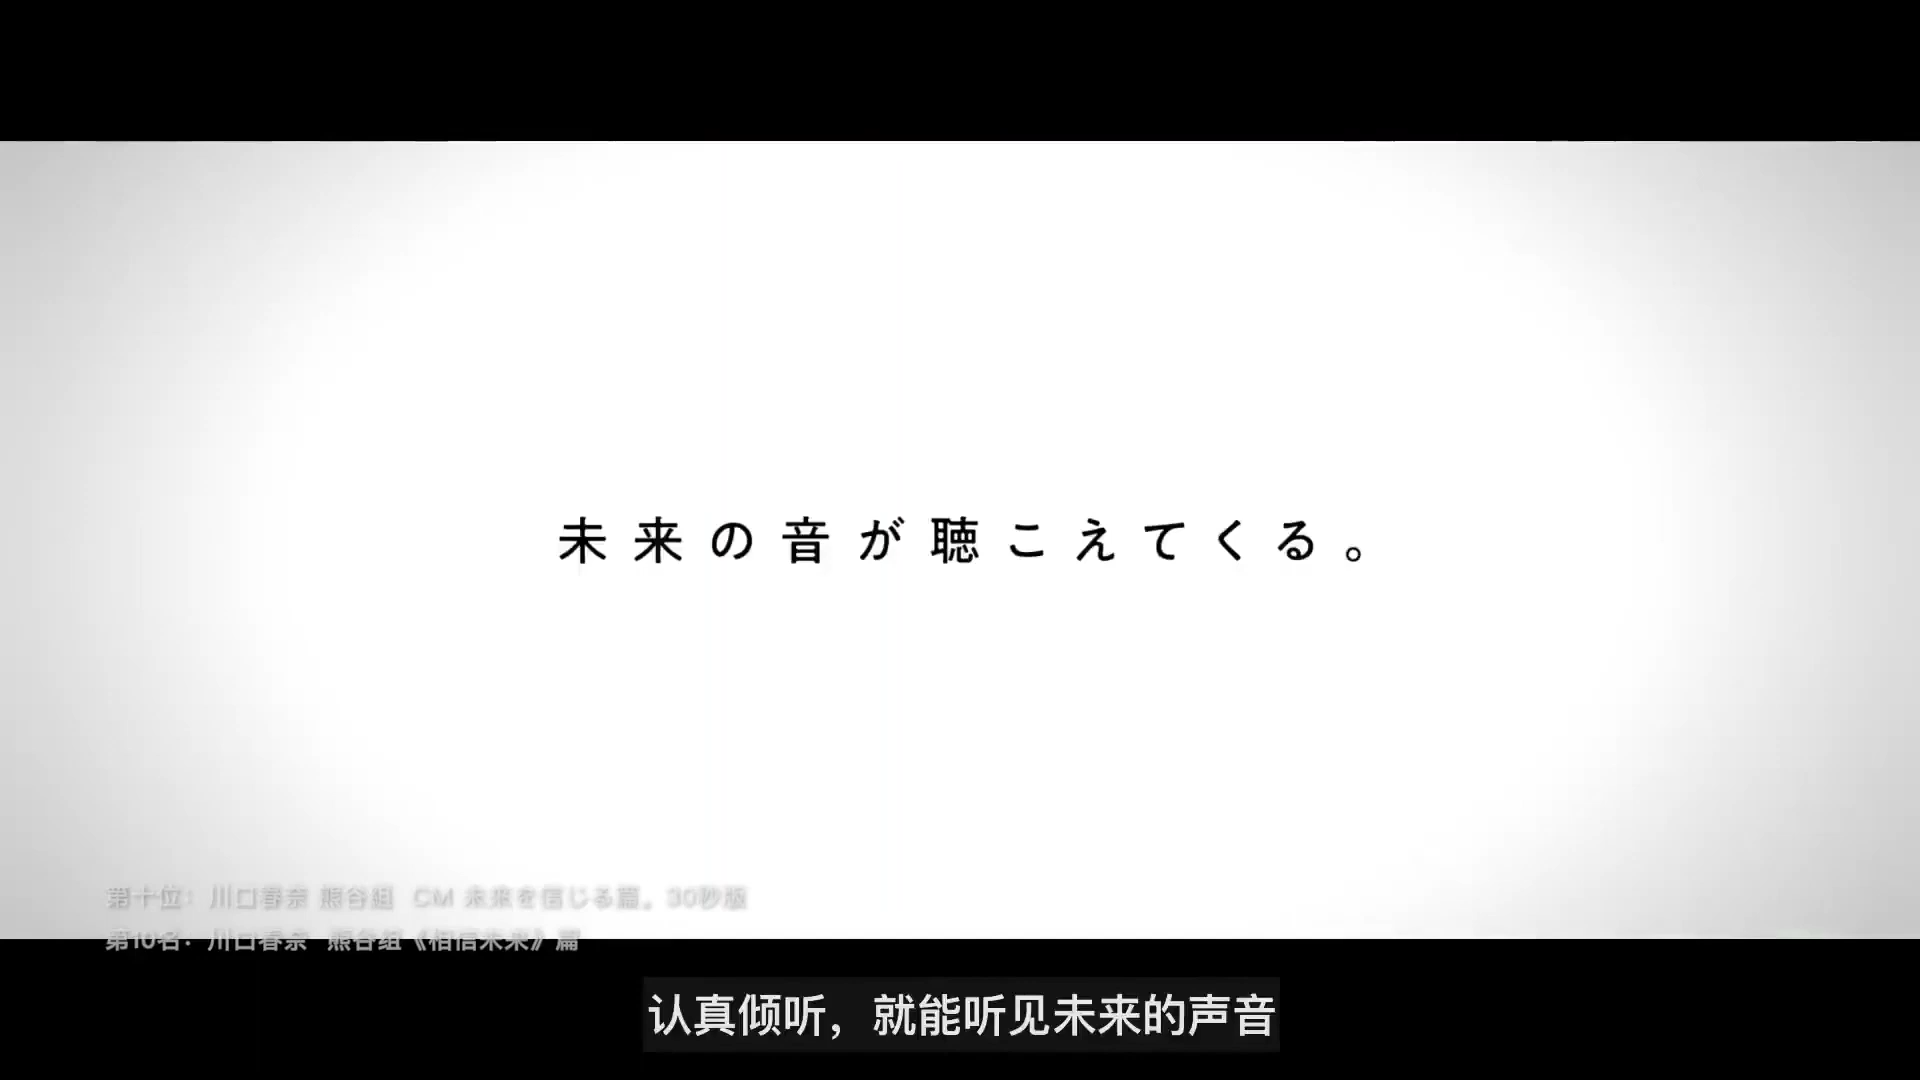 未来の音が聴こえてくる。
第十位：川口春奈 熊谷組 CM 未来を信じる篇。30秒版
第10名：川口春奈 熊谷组《相信未来》篇
认真倾听，就能听见未来的声音